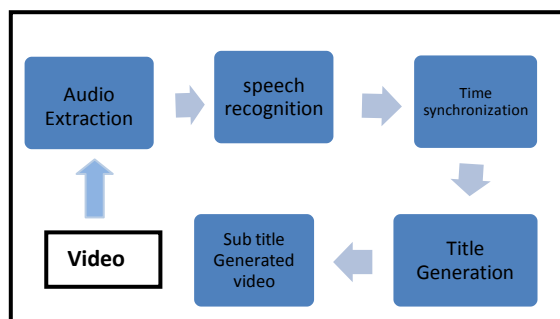 Audio
Extraction
speech
recognition
Time
synchronization
Video
Sub title
Generated
video
Title
Generation